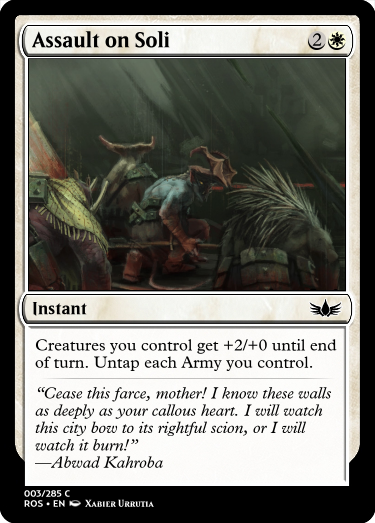 Assault on Soli 2
Instant
Creatures you control get +2/+0 until end
of turn. Untap each Army you control.
“Cease this farce, mother! I know these walls
as deeply as your callous heart. I will watch
this city bow to its rightful scion, or I will
watch it burn!”
—Abwad Kahroba
003/285 C
ROS • EN Xabier Urrutia